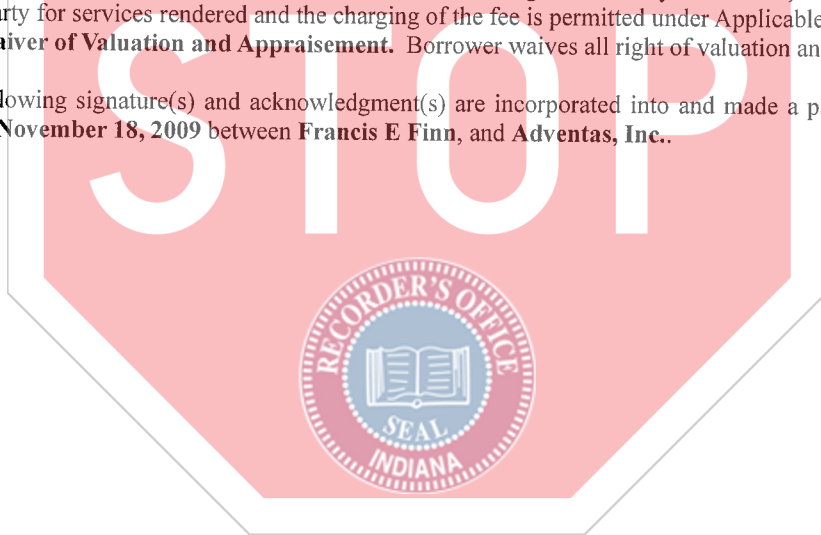 arty for services rendered and the charging of the fee is permitted under Applicable
aiver of Valuation and Appraisement. Borrower waives all right of valuation an
lowing signature(s) and acknowledgment(s) are incorporated into and made a p
November 18, 2009 between Francis E Finn, and Adventas, Inc..
STOP
RECORDER'S OFFICE
SEAL
INDIANA